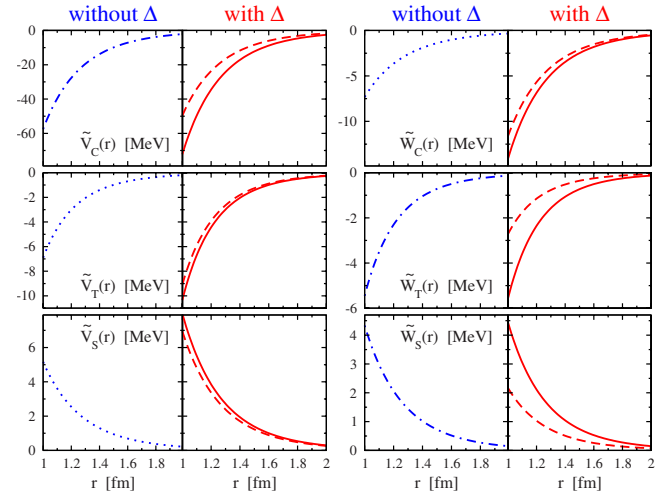 without Δ with Δ without Δ with Δ
0
-20
-40
-60
Ṽ_C(r) [MeV]
0
-5
-10
W̃_C(r) [MeV]
0
-2
-4
-6
-8
-10
Ṽ_T(r) [MeV]
0
-2
-4
-6
W̃_T(r) [MeV]
6
4
2
0
Ṽ_S(r) [MeV]
4
3
2
1
0
W̃_S(r) [MeV]
1 1.2 1.4 1.6 1.8 1 1.2 1.4 1.6 1.8 2 1 1.2 1.4 1.6 1.8 1 1.2 1.4 1.6 1.8 2
r [fm] r [fm] r [fm] r [fm]